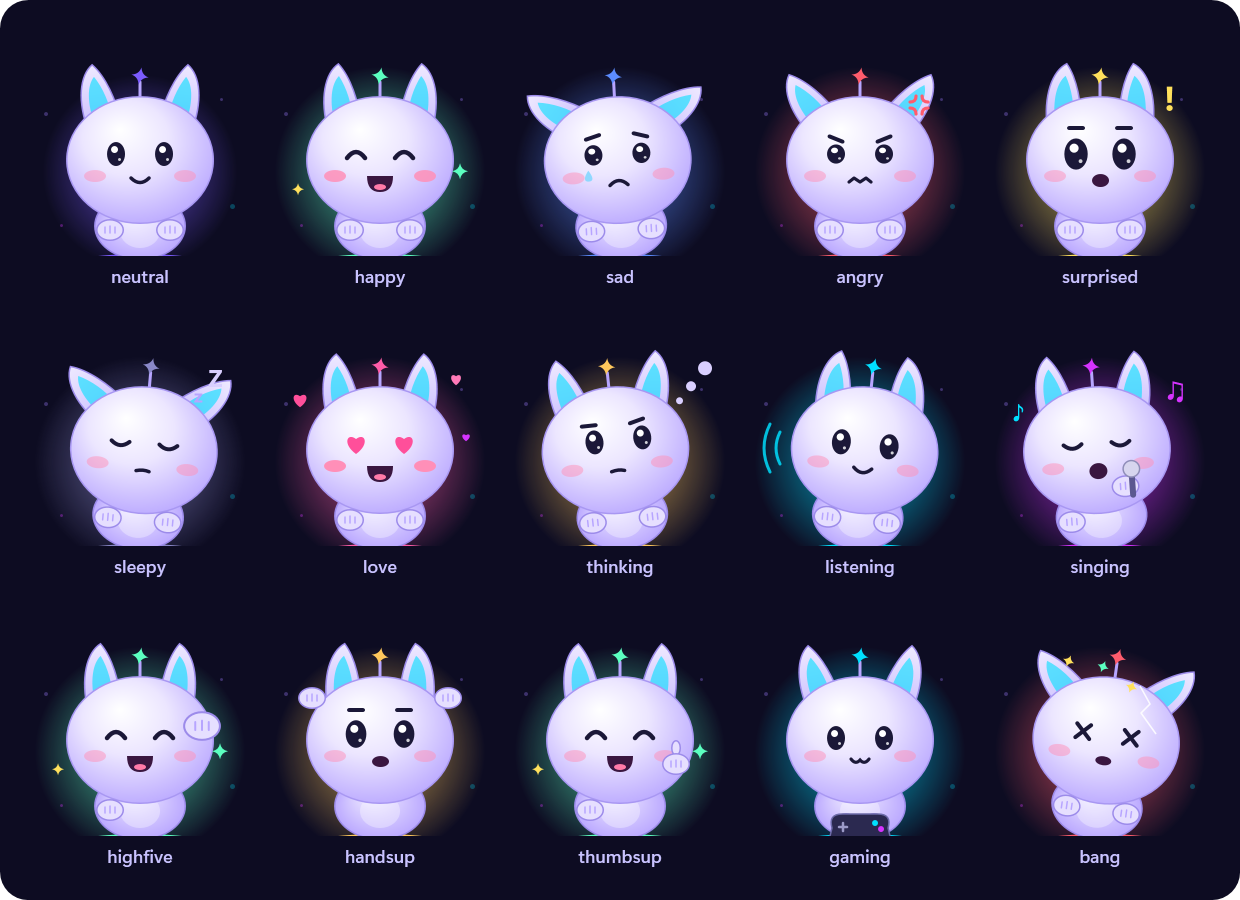 neutral
happy
sad
angry
!
surprised
Z
z
sleepy
love
thinking
listening
♪
♫
singing
highfive
handsup
thumbsup
gaming
bang